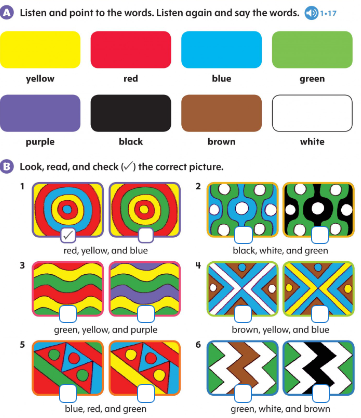 A Listen and point to the words. Listen again and say the words. 1•17
yellow red blue green
purple black brown white
B Look, read, and check (✓) the correct picture.
1 2
red, yellow, and blue black, white, and green
3 4
green, yellow, and purple brown, yellow, and blue
5 6
blue, red, and green green, white, and brown